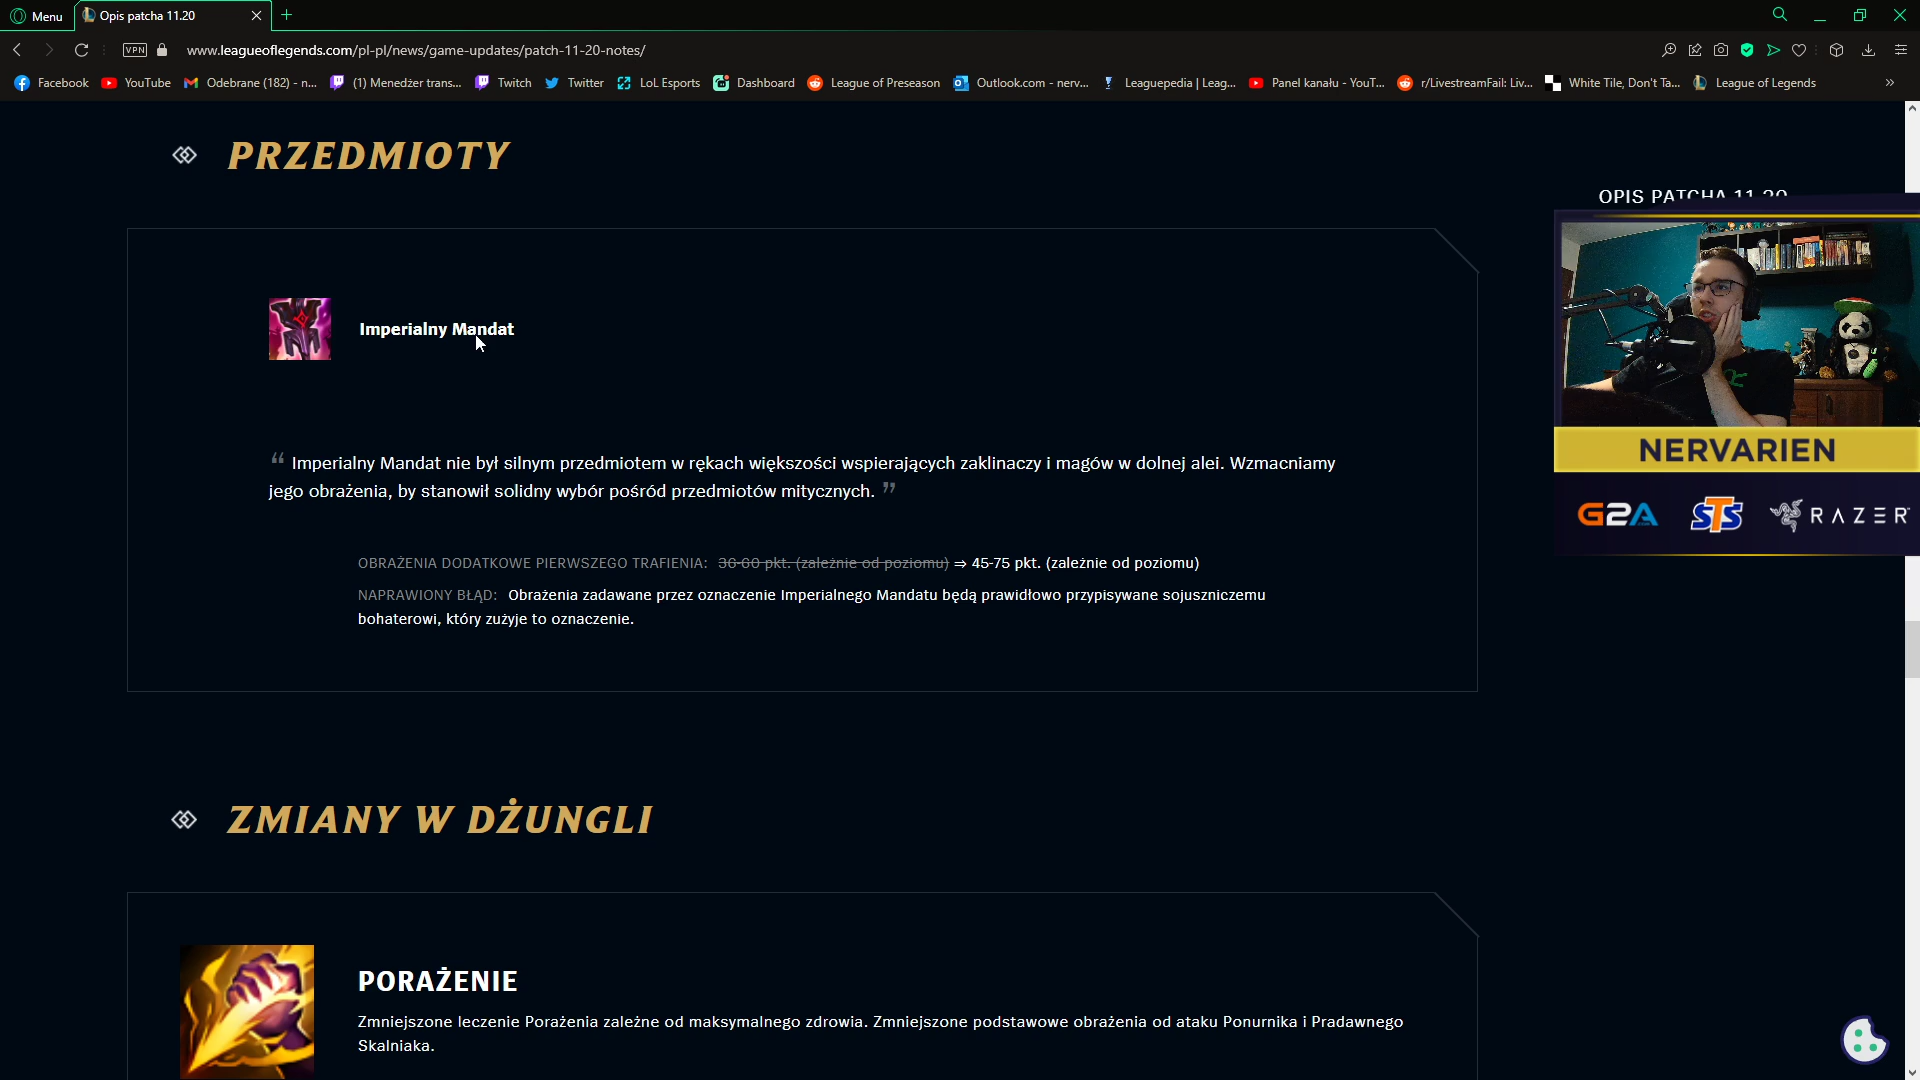 Menu
Opis patcha 11.20
VPN
www.leagueoflegends.com/pl-pl/news/game-updates/patch-11-20-notes/
Facebook
YouTube
Odebrane (182) - n...
(1) Menedżer trans...
Twitch
Twitter
LoL Esports
Dashboard
League of Preseason
Outlook.com - nerv...
Leaguepedia | Leag...
Panel kanału - YouT...
r/LivestreamFail: Liv...
White Tile, Don't Ta...
League of Legends
PRZEDMIOTY
OPIS PATCHA 11.20
Imperialny Mandat
“ Imperialny Mandat nie był silnym przedmiotem w rękach większości wspierających zaklinaczy i magów w dolnej alei. Wzmacniamy
jego obrażenia, by stanowił solidny wybór pośród przedmiotów mitycznych. ”
OBRAŻENIA DODATKOWE PIERWSZEGO TRAFIENIA: 36-60 pkt. (zależnie od poziomu) ⇒ 45-75 pkt. (zależnie od poziomu)
NAPRAWIONY BŁĄD: Obrażenia zadawane przez oznaczenie Imperialnego Mandatu będą prawidłowo przypisywane sojuszniczemu
bohaterowi, który zużyje to oznaczenie.
NERVARIEN
G2A
STS
RAZER
ZMIANY W DŻUNGLI
PORAŻENIE
Zmniejszone leczenie Porażenia zależne od maksymalnego zdrowia. Zmniejszone podstawowe obrażenia od ataku Ponurnika i Pradawnego
Skalniaka.